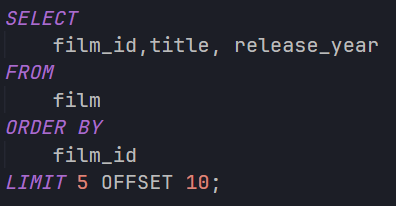 SELECT
    film_id,title, release_year
FROM
    film
ORDER BY
    film_id
LIMIT 5 OFFSET 10;